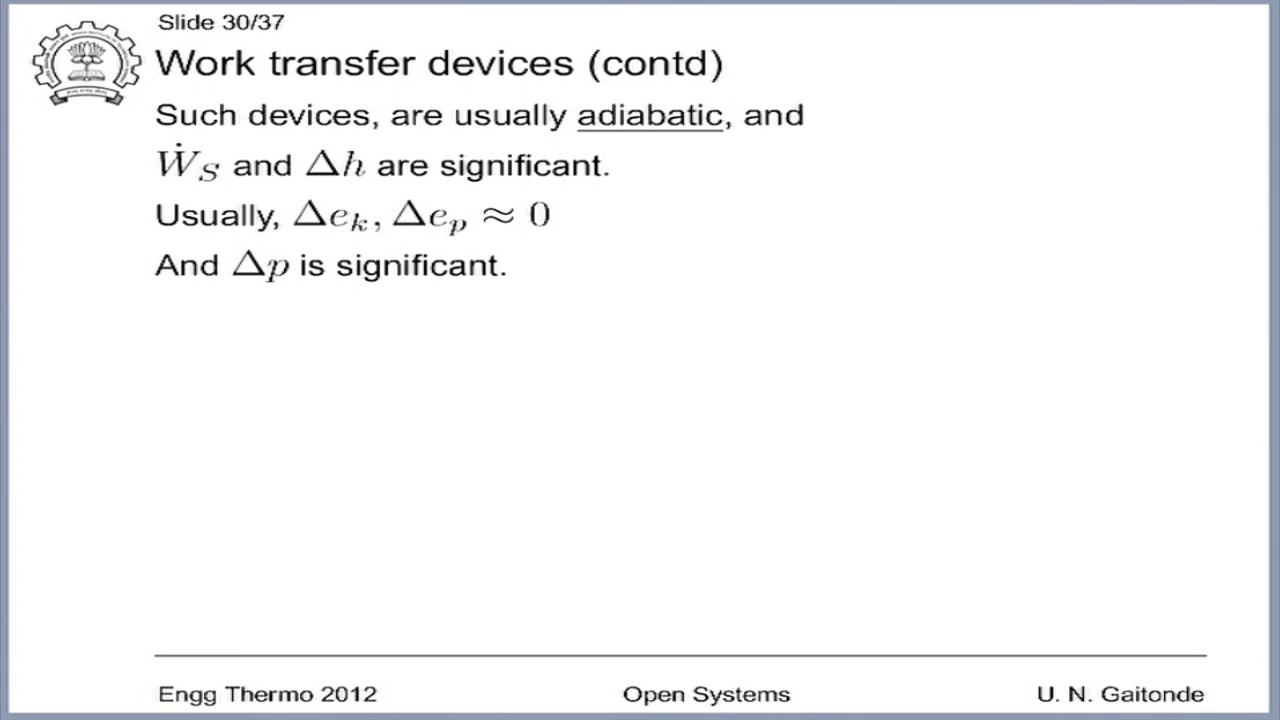 Slide 30/37
Work transfer devices (contd)
Such devices, are usually adiabatic, and
Ẇ_S and Δh are significant.
Usually, Δe_k, Δe_p ≈ 0
And Δp is significant.
Engg Thermo 2012
Open Systems
U. N. Gaitonde